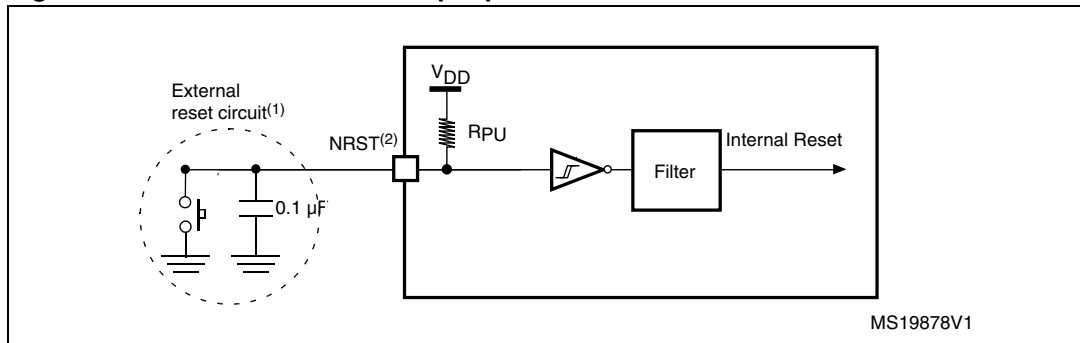 External
reset circuit(1)
VDD
NRST(2)
RPU
Internal Reset
Filter
0.1 µF
MS19878V1